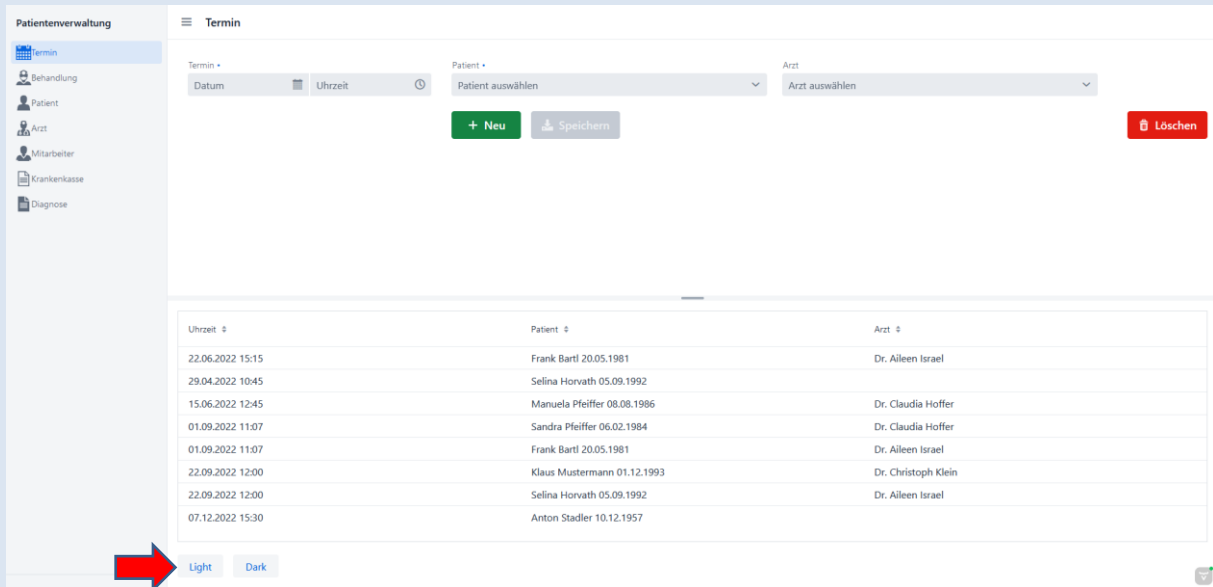 Patientenverwaltung
Termin
Termin
Behandlung
Patient
Arzt
Mitarbeiter
Krankenkasse
Diagnose
Termin • Patient • Arzt
Datum Uhrzeit Patient auswählen Arzt auswählen
+ Neu Speichern Löschen
Uhrzeit Patient Arzt
22.06.2022 15:15 Frank Bartl 20.05.1981 Dr. Aileen Israel
29.04.2022 10:45 Selina Horvath 05.09.1992
15.06.2022 12:45 Manuela Pfeiffer 08.08.1986 Dr. Claudia Hoffer
01.09.2022 11:07 Sandra Pfeiffer 06.02.1984 Dr. Claudia Hoffer
01.09.2022 11:07 Frank Bartl 20.05.1981 Dr. Aileen Israel
22.09.2022 12:00 Klaus Mustermann 01.12.1993 Dr. Christoph Klein
22.09.2022 12:00 Selina Horvath 05.09.1992 Dr. Aileen Israel
07.12.2022 15:30 Anton Stadler 10.12.1957
Light Dark